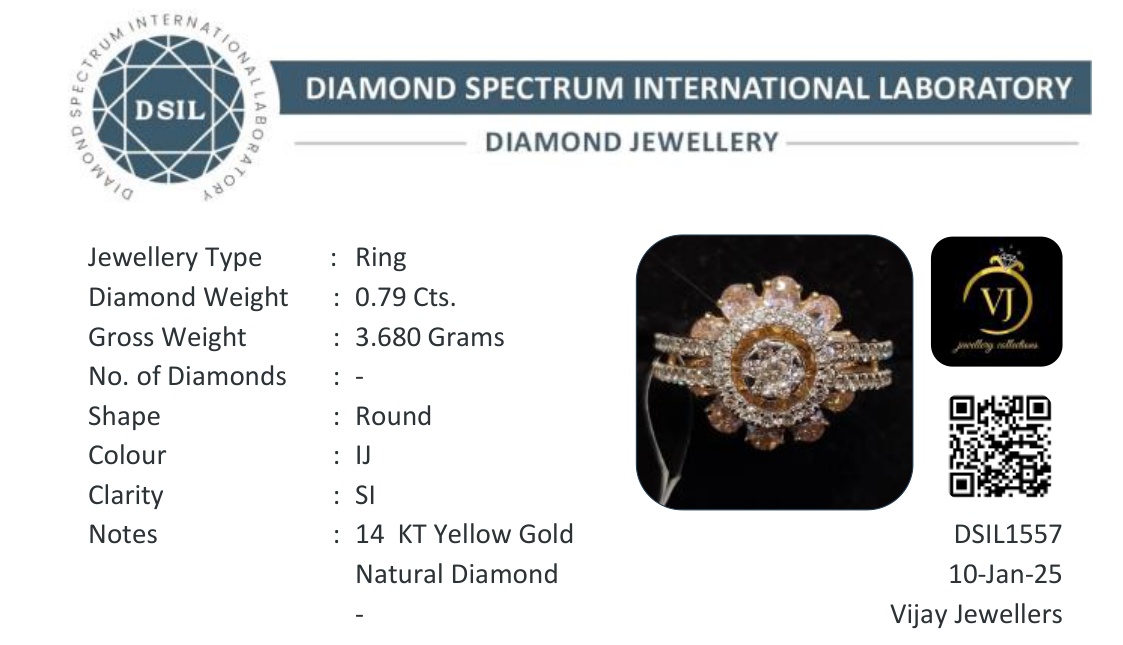 DIAMOND SPECTRUM INTERNATIONAL LABORATORY
DSIL
DIAMOND SPECTRUM INTERNATIONAL LABORATORY
DIAMOND JEWELLERY
Jewellery Type : Ring
Diamond Weight : 0.79 Cts.
Gross Weight : 3.680 Grams
No. of Diamonds : -
Shape : Round
Colour : IJ
Clarity : SI
Notes : 14 KT Yellow Gold
Natural Diamond
-
VJ
jewellery collections
DSIL1557
10-Jan-25
Vijay Jewellers